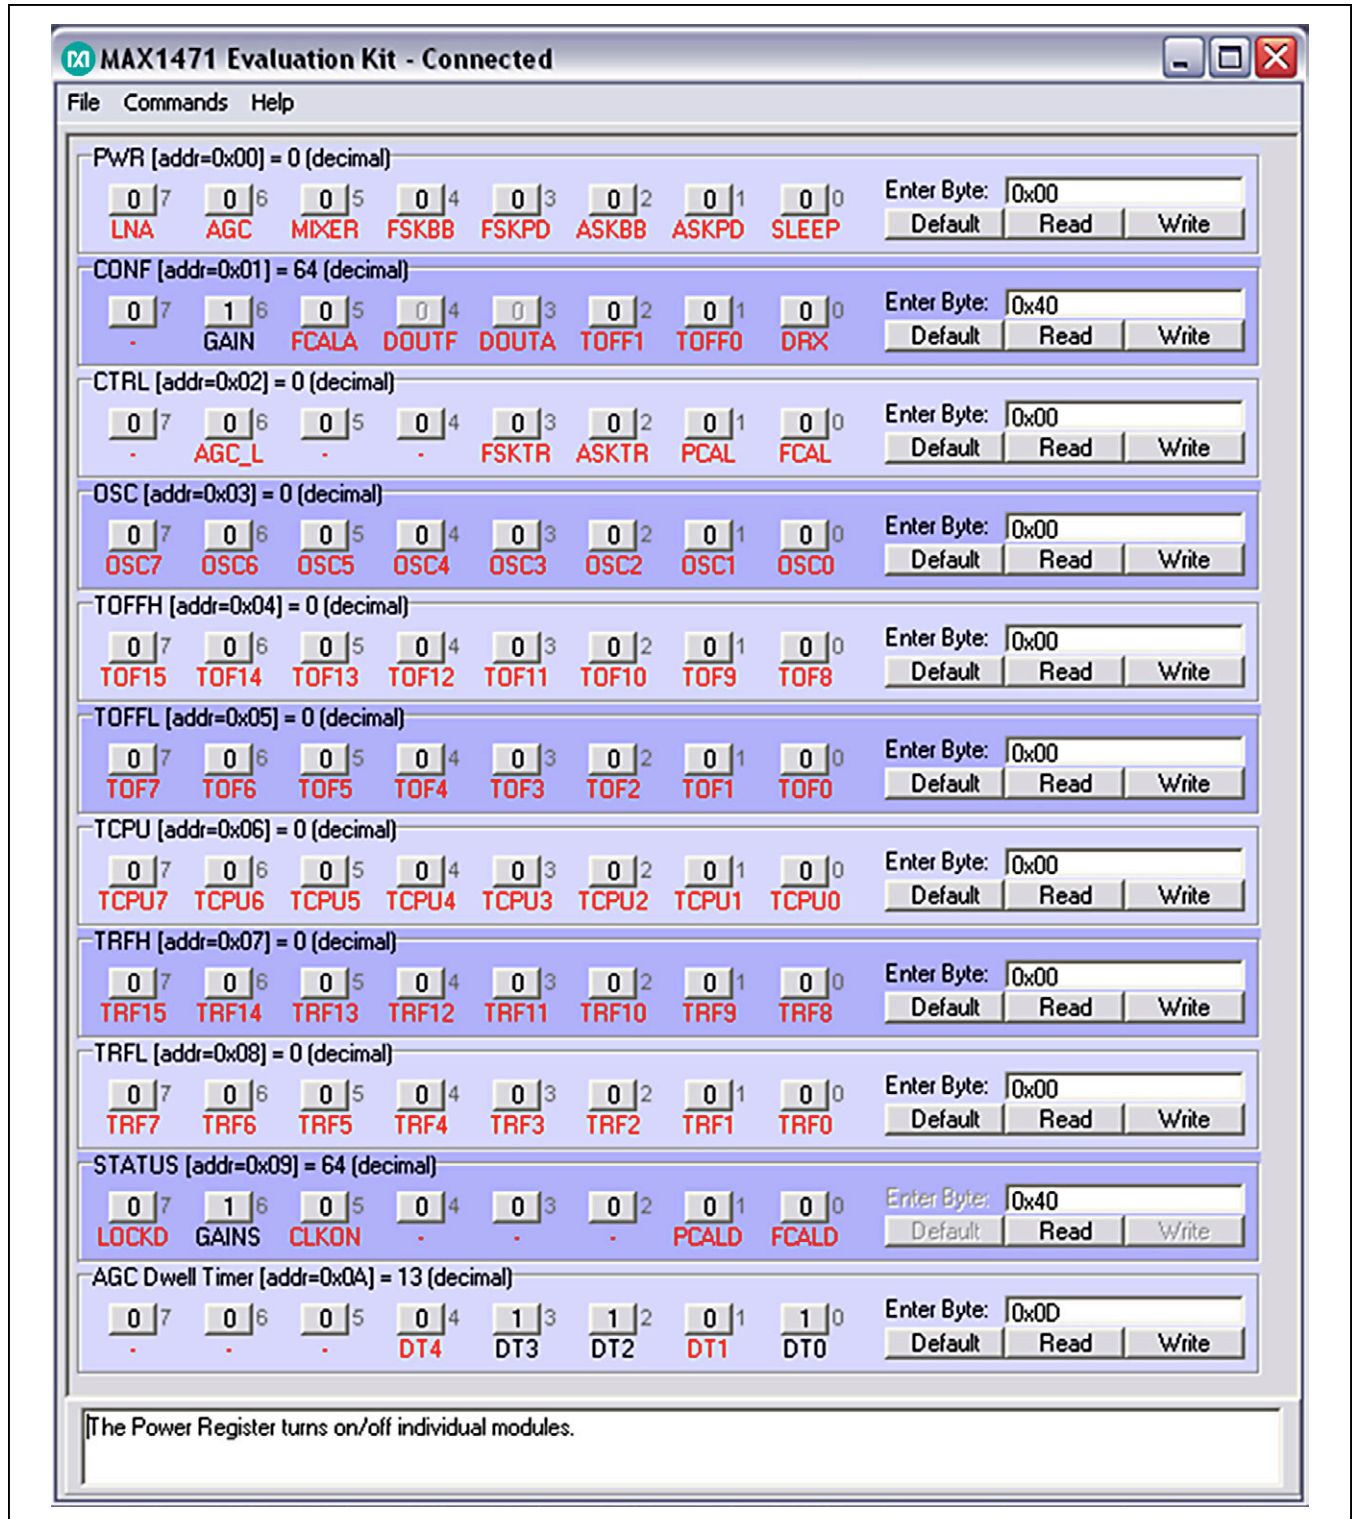 MAX1471 Evaluation Kit - Connected
File Commands Help
PWR [addr=0x00] = 0 (decimal)
0 7 0 6 0 5 0 4 0 3 0 2 0 1 0 0 Enter Byte: 0x00
LNA AGC MIXER FSKBB FSKPD ASKBB ASKPD SLEEP Default Read Write
CONF [addr=0x01] = 64 (decimal)
0 7 1 6 0 5 0 4 0 3 0 2 0 1 0 0 Enter Byte: 0x40
- GAIN FCALA DOUTF DOUTA TOFF1 TOFF0 DRX Default Read Write
CTRL [addr=0x02] = 0 (decimal)
0 7 0 6 0 5 0 4 0 3 0 2 0 1 0 0 Enter Byte: 0x00
- AGC_L - - FSKTR ASKTR PCAL FCAL Default Read Write
OSC [addr=0x03] = 0 (decimal)
0 7 0 6 0 5 0 4 0 3 0 2 0 1 0 0 Enter Byte: 0x00
OSC7 OSC6 OSC5 OSC4 OSC3 OSC2 OSC1 OSC0 Default Read Write
TOFFH [addr=0x04] = 0 (decimal)
0 7 0 6 0 5 0 4 0 3 0 2 0 1 0 0 Enter Byte: 0x00
TOF15 TOF14 TOF13 TOF12 TOF11 TOF10 TOF9 TOF8 Default Read Write
TOFFL [addr=0x05] = 0 (decimal)
0 7 0 6 0 5 0 4 0 3 0 2 0 1 0 0 Enter Byte: 0x00
TOF7 TOF6 TOF5 TOF4 TOF3 TOF2 TOF1 TOF0 Default Read Write
TCPU [addr=0x06] = 0 (decimal)
0 7 0 6 0 5 0 4 0 3 0 2 0 1 0 0 Enter Byte: 0x00
TCPU7 TCPU6 TCPU5 TCPU4 TCPU3 TCPU2 TCPU1 TCPU0 Default Read Write
TRFH [addr=0x07] = 0 (decimal)
0 7 0 6 0 5 0 4 0 3 0 2 0 1 0 0 Enter Byte: 0x00
TRF15 TRF14 TRF13 TRF12 TRF11 TRF10 TRF9 TRF8 Default Read Write
TRFL [addr=0x08] = 0 (decimal)
0 7 0 6 0 5 0 4 0 3 0 2 0 1 0 0 Enter Byte: 0x00
TRF7 TRF6 TRF5 TRF4 TRF3 TRF2 TRF1 TRF0 Default Read Write
STATUS [addr=0x09] = 64 (decimal)
0 7 1 6 0 5 0 4 0 3 0 2 0 1 0 0 Enter Byte: 0x40
LOCKD GAINS CLKON - - - PCALD FCALD Default Read Write
AGC Dwell Timer [addr=0x0A] = 13 (decimal)
0 7 0 6 0 5 0 4 1 3 1 2 0 1 1 0 Enter Byte: 0x0D
- - - DT4 DT3 DT2 DT1 DT0 Default Read Write
The Power Register turns on/off individual modules.